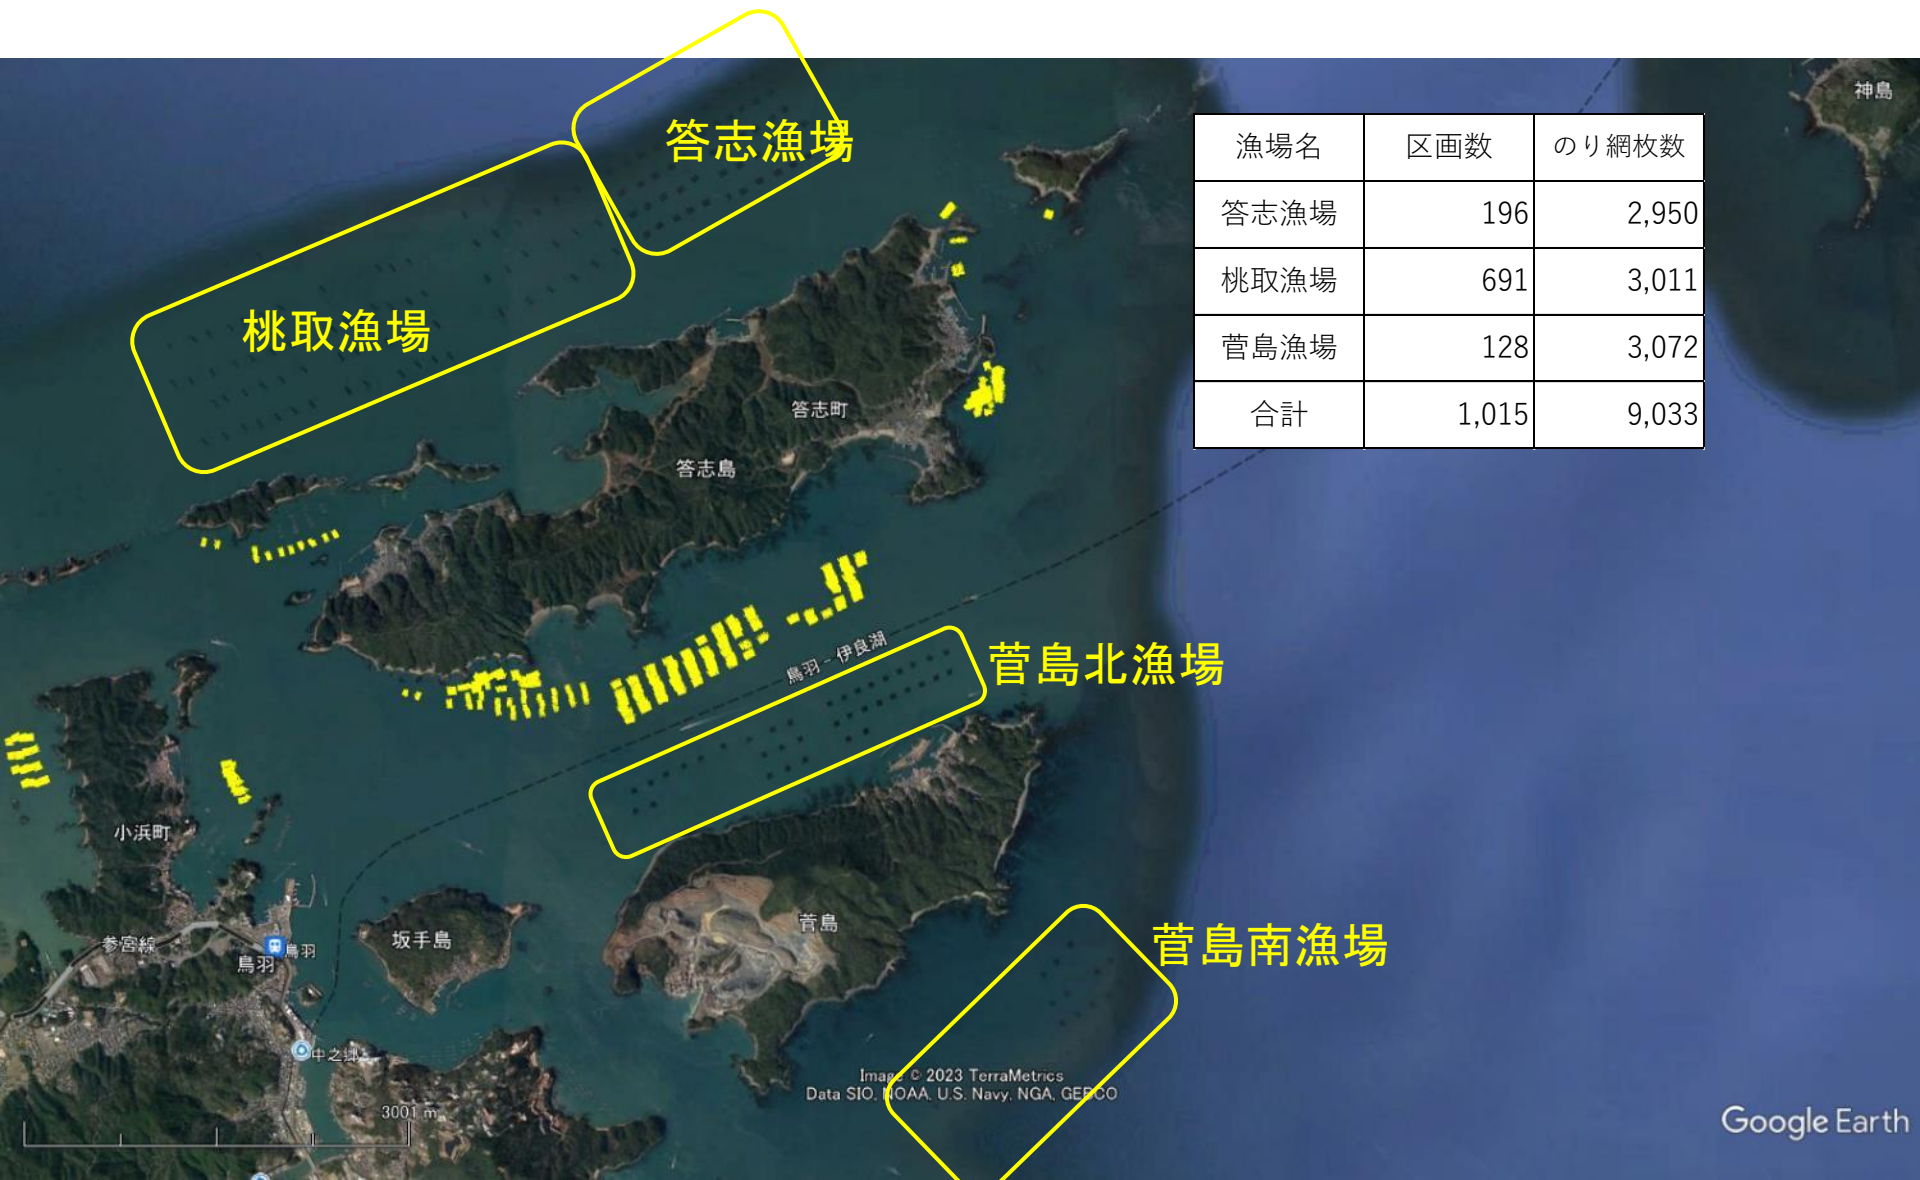 神島
答志漁場
漁場名 区画数 のり網枚数
答志漁場 196 2,950
桃取漁場 691 3,011
菅島漁場 128 3,072
合計 1,015 9,033
桃取漁場
答志町
答志島
鳥羽 - 伊良湖
菅島北漁場
小浜町
菅島
菅島南漁場
参宮線
鳥羽
鳥羽
坂手島
中之郷
Image © 2023 TerraMetrics
Data SIO, NOAA, U.S. Navy, NGA, GEBCO
3001 m
Google Earth